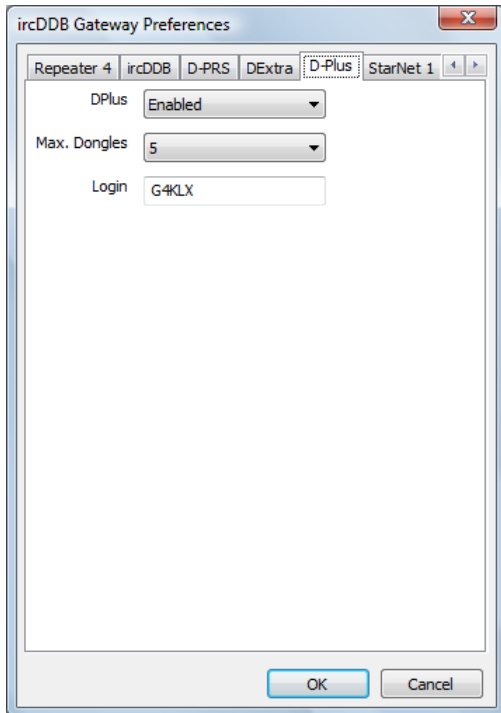 ircDDB Gateway Preferences
Repeater 4 ircDDB D-PRS DExtra D-Plus StarNet 1
DPlus Enabled
Max. Dongles 5
Login G4KLX
OK Cancel